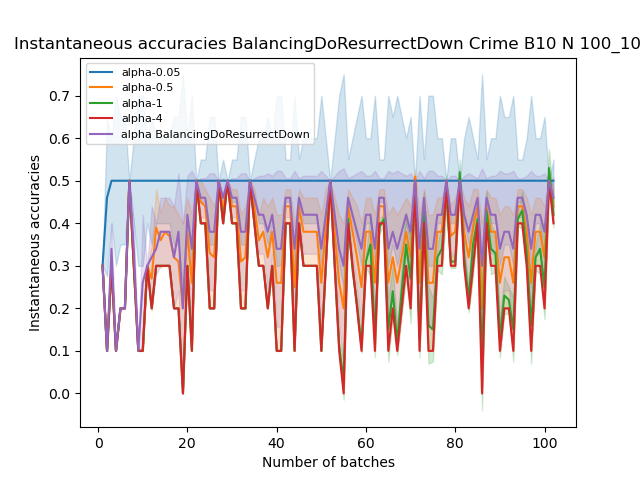 Instantaneous accuracies BalancingDoResurrectDown Crime B10 N 100_10
alpha-0.05
alpha-0.5
alpha-1
alpha-4
alpha BalancingDoResurrectDown
Instantaneous accuracies
0.7
0.6
0.5
0.4
0.3
0.2
0.1
0.0
0 20 40 60 80 100
Number of batches